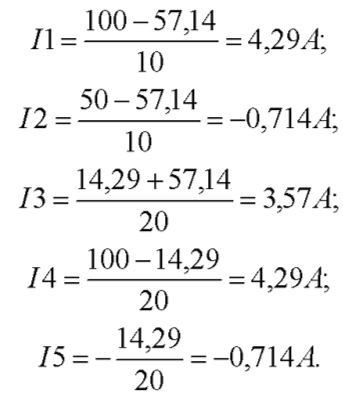 I1 = (100 − 57,14) / 10 = 4,29A;
I2 = (50 − 57,14) / 10 = −0,714A;
I3 = (14,29 + 57,14) / 20 = 3,57A;
I4 = (100 − 14,29) / 20 = 4,29A;
I5 = − 14,29 / 20 = −0,714A.